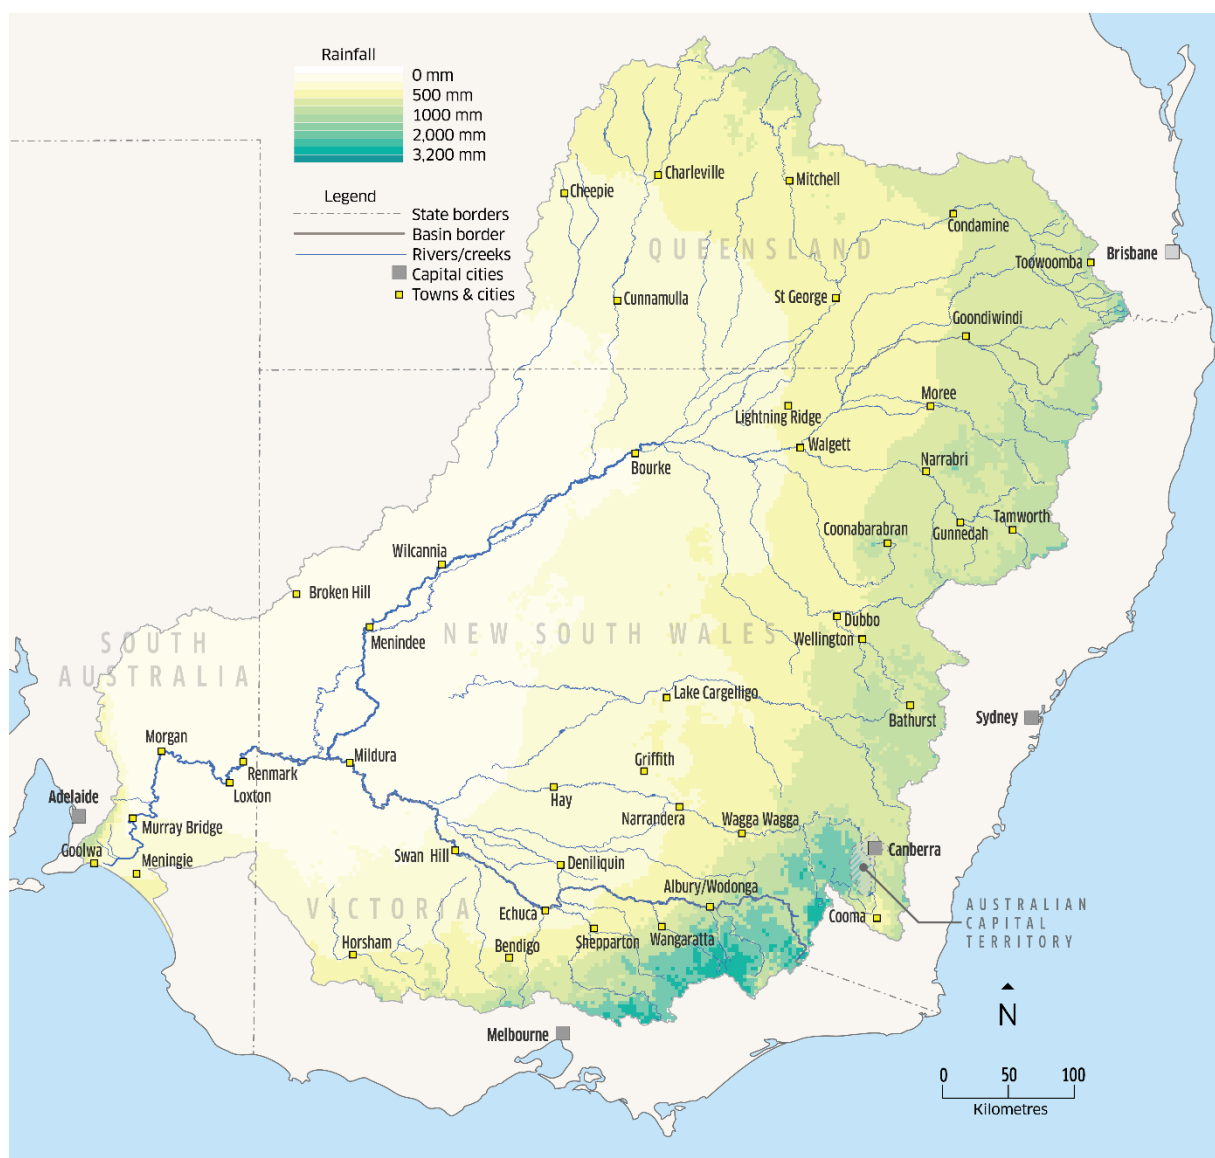 Rainfall
0 mm
500 mm
1000 mm
2,000 mm
3,200 mm
Legend
State borders
Basin border
Rivers/creeks
Capital cities
Towns & cities
Charleville
Mitchell
Cheepie
Condamine
QUEENSLAND
Toowoomba
Brisbane
Cunnamulla
St George
Goondiwindi
Moree
Lightning Ridge
Walgett
Bourke
Narrabri
Tamworth
Coonabarabran
Gunnedah
Wilcannia
Broken Hill
Dubbo
SOUTH
AUSTRALIA
Menindee
NEW SOUTH WALES
Wellington
Lake Cargelligo
Bathurst
Sydney
Morgan
Mildura
Griffith
Renmark
Loxton
Adelaide
Hay
Narrandera
Wagga Wagga
Murray Bridge
Goolwa
Meningie
Swan Hill
Deniliquin
Canberra
Albury/Wodonga
VICTORIA
Echuca
Cooma
AUSTRALIAN
CAPITAL
TERRITORY
Horsham
Bendigo
Shepparton
Wangaratta
Melbourne
N
0 50 100
Kilometres